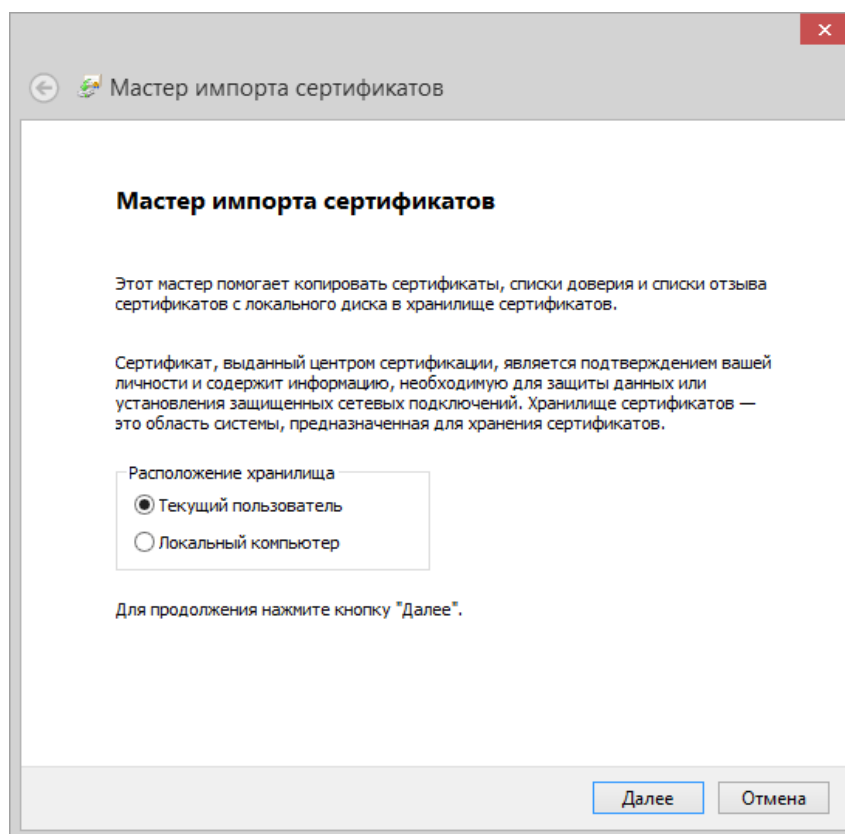 Мастер импорта сертификатов
Мастер импорта сертификатов
Этот мастер помогает копировать сертификаты, списки доверия и списки отзыва
сертификатов с локального диска в хранилище сертификатов.
Сертификат, выданный центром сертификации, является подтверждением вашей
личности и содержит информацию, необходимую для защиты данных или
установления защищенных сетевых подключений. Хранилище сертификатов —
это область системы, предназначенная для хранения сертификатов.
Расположение хранилища
Текущий пользователь
Локальный компьютер
Для продолжения нажмите кнопку "Далее".
Далее Отмена